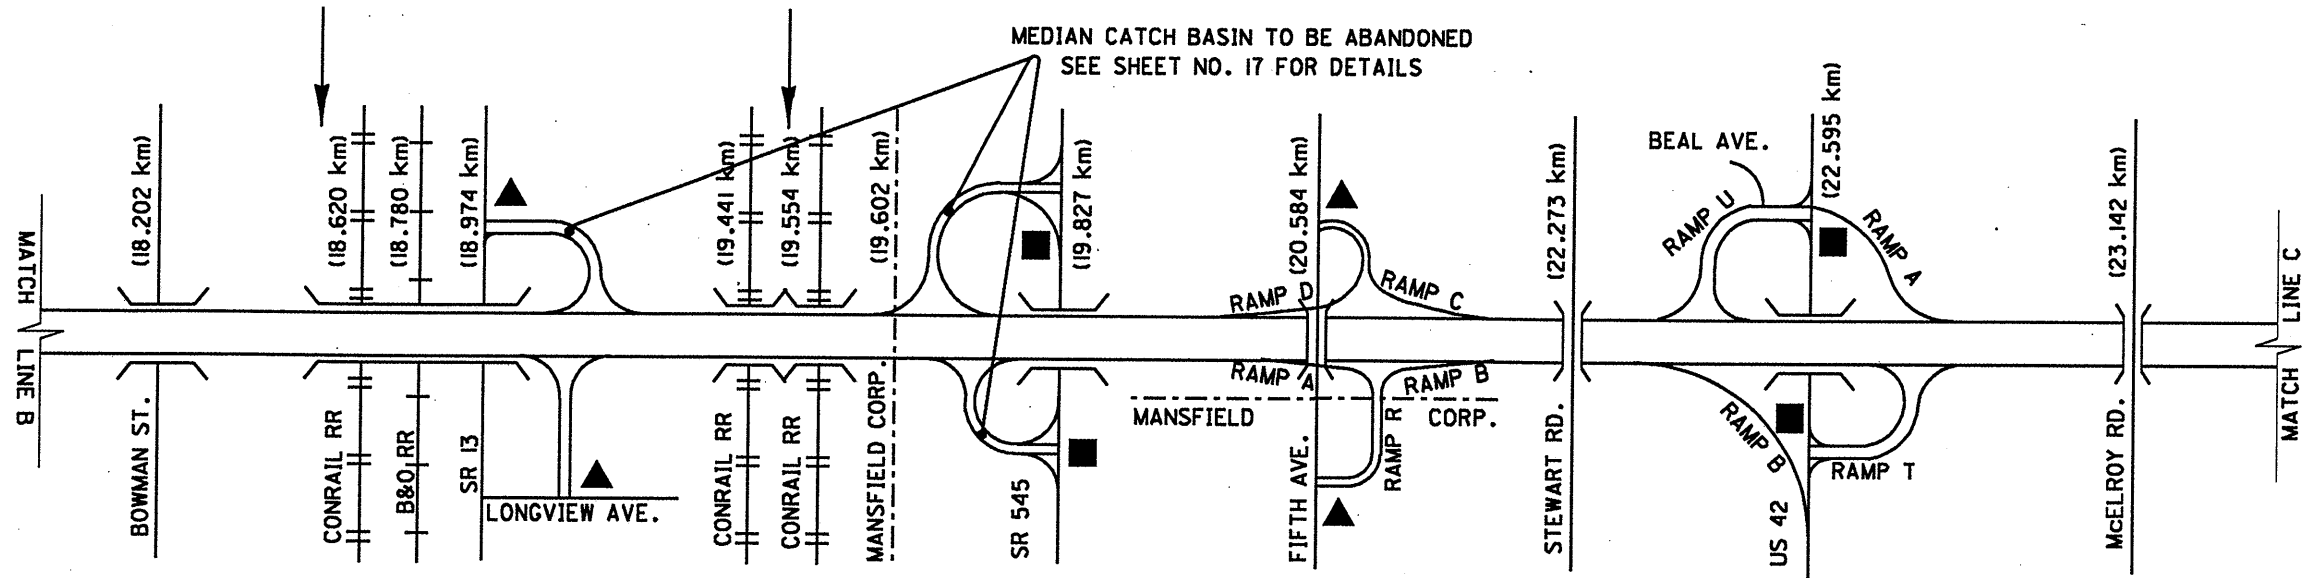 MEDIAN CATCH BASIN TO BE ABANDONED
SEE SHEET NO. 17 FOR DETAILS
MATCH LINE B
(18.202 km)
BOWMAN ST.
(18.620 km)
CONRAIL RR
(18.780 km)
B&O RR
(18.974 km)
SR 13
LONGVIEW AVE.
(19.441 km)
CONRAIL RR
(19.554 km)
CONRAIL RR
(19.602 km)
MANSFIELD CORP.
(19.827 km)
SR 545
(20.584 km)
FIFTH AVE.
RAMP D
RAMP C
RAMP A
RAMP B
RAMP R
MANSFIELD CORP.
(22.273 km)
STEWART RD.
BEAL AVE.
RAMP U
(22.595 km)
RAMP A
RAMP B
US 42
RAMP T
(23.142 km)
McELROY RD.
MATCH LINE C